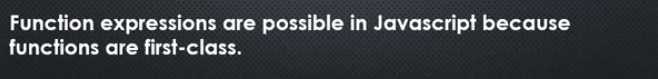 Function expressions are possible in Javascript because
functions are first-class.